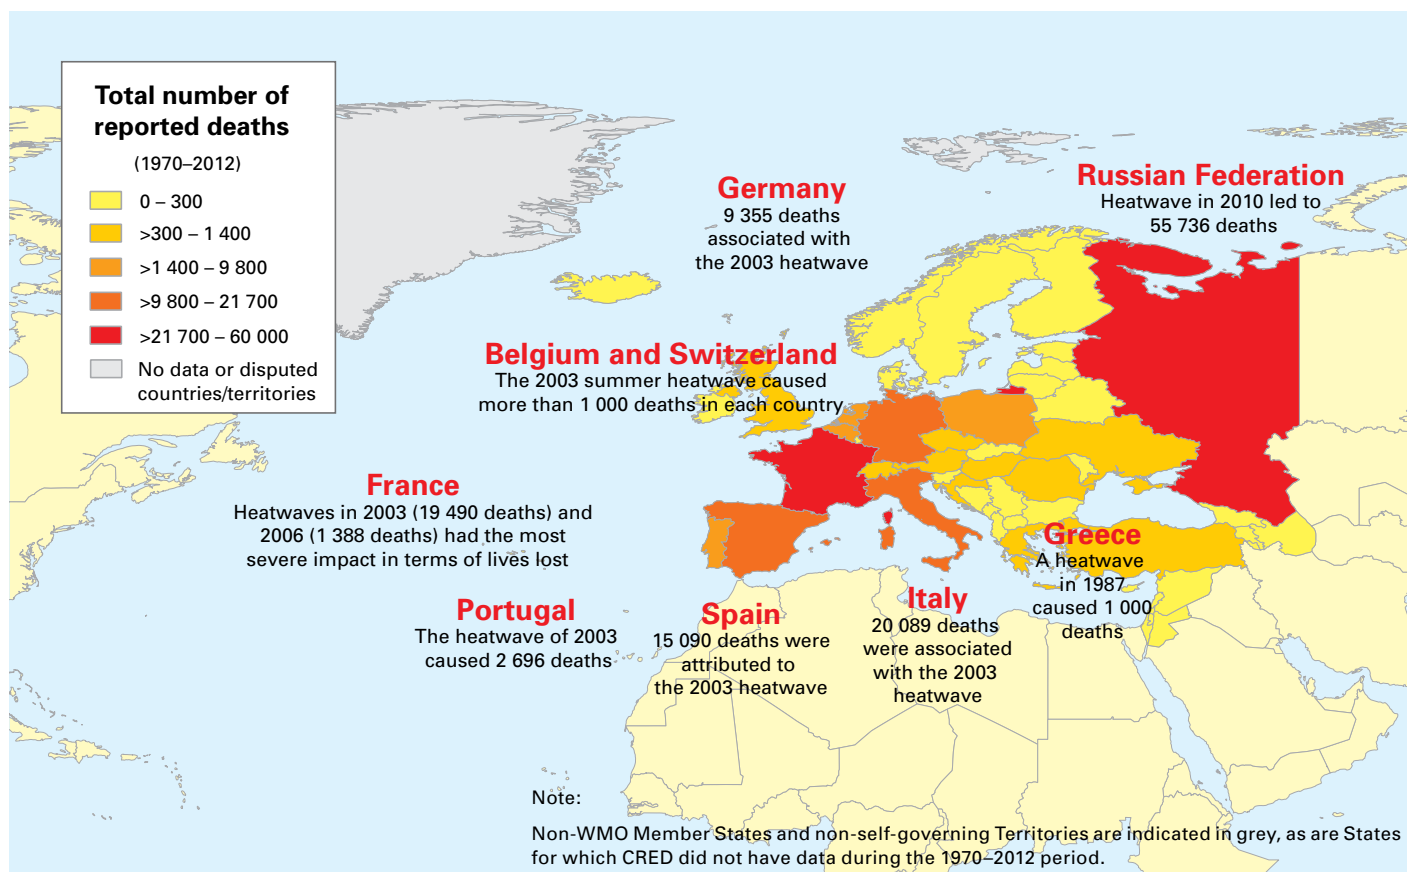 Total number of
reported deaths
(1970–2012)
0 – 300
>300 – 1 400
>1 400 – 9 800
>9 800 – 21 700
>21 700 – 60 000
No data or disputed
countries/territories
Germany
9 355 deaths
associated with
the 2003 heatwave
Russian Federation
Heatwave in 2010 led to
55 736 deaths
Belgium and Switzerland
The 2003 summer heatwave caused
more than 1 000 deaths in each country
France
Heatwaves in 2003 (19 490 deaths) and
2006 (1 388 deaths) had the most
severe impact in terms of lives lost
Greece
A heatwave
in 1987
caused 1 000
deaths
Portugal
The heatwave of 2003
caused 2 696 deaths
Spain
15 090 deaths were
attributed to
the 2003 heatwave
Italy
20 089 deaths
were associated
with the 2003
heatwave
Note:
Non-WMO Member States and non-self-governing Territories are indicated in grey, as are States
for which CRED did not have data during the 1970–2012 period.